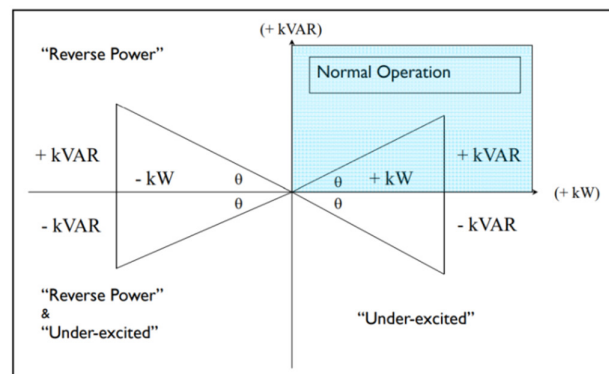 (+ kVAR)
“Reverse Power”
Normal Operation
+ kVAR
- kW
θ
θ
+ kW
+ kVAR
(+ kW)
- kVAR
θ
θ
- kVAR
“Reverse Power”
&
“Under-excited”
“Under-excited”